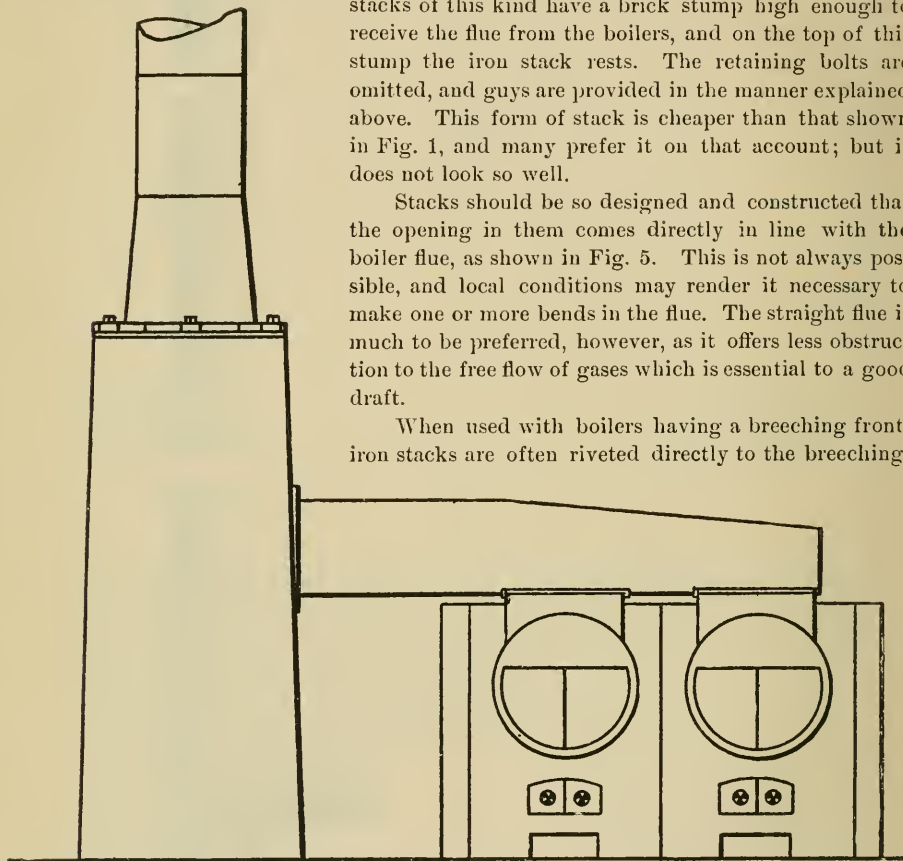 stacks of this kind have a brick stump high enough to
receive the flue from the boilers, and on the top of thi
stump the iron stack rests. The retaining bolts are
omitted, and guys are provided in the manner explained
above. This form of stack is cheaper than that shown
in Fig. 1, and many prefer it on that account; but i
does not look so well.
Stacks should be so designed and constructed tha
the opening in them comes directly in line with the
boiler flue, as shown in Fig. 5. This is not always pos
sible, and local conditions may render it necessary to
make one or more bends in the flue. The straight flue i
much to be preferred, however, as it offers less obstruc
tion to the free flow of gases which is essential to a good
draft.
When used with boilers having a breeching front
iron stacks are often riveted directly to the breeching